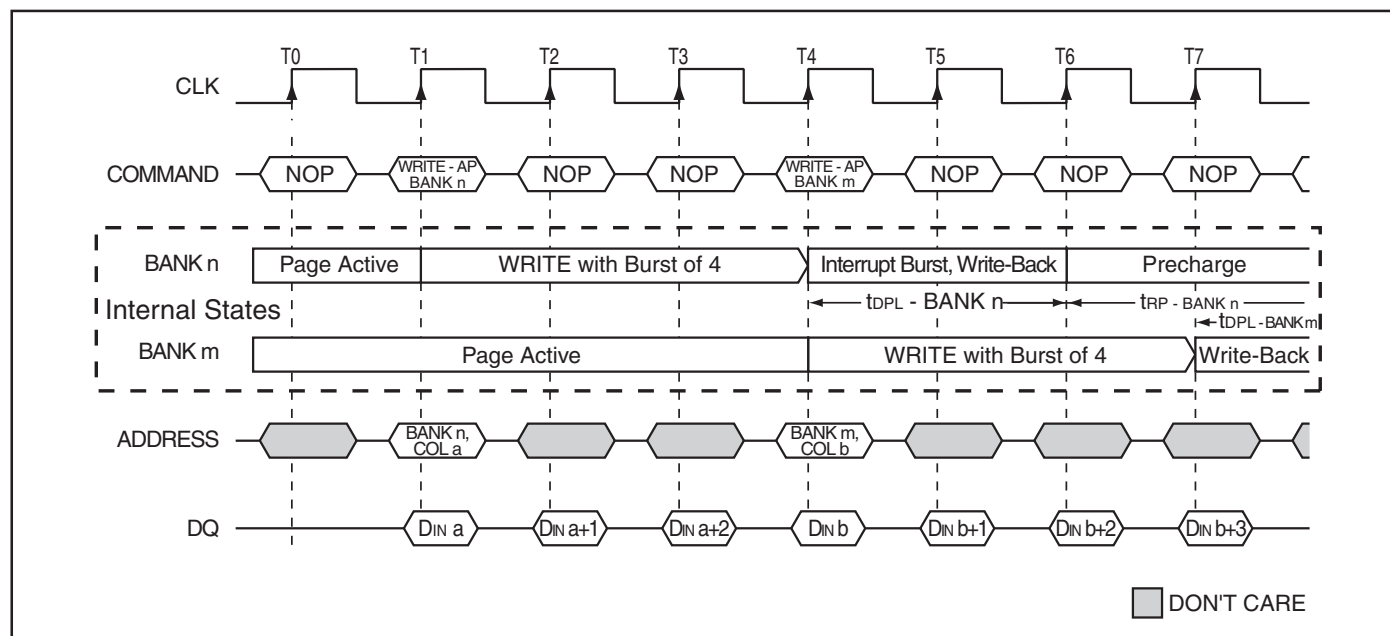 T0 T1 T2 T3 T4 T5 T6 T7
CLK
COMMAND NOP WRITE - AP BANK n NOP NOP WRITE - AP BANK m NOP NOP NOP
BANK n Page Active WRITE with Burst of 4 Interrupt Burst, Write-Back Precharge
tDPL - BANK n tRP - BANK n
Internal States
tDPL - BANK m
BANK m Page Active WRITE with Burst of 4 Write-Back
ADDRESS BANK n, COL a BANK m, COL b
DQ DIN a DIN a+1 DIN a+2 DIN b DIN b+1 DIN b+2 DIN b+3
DON'T CARE